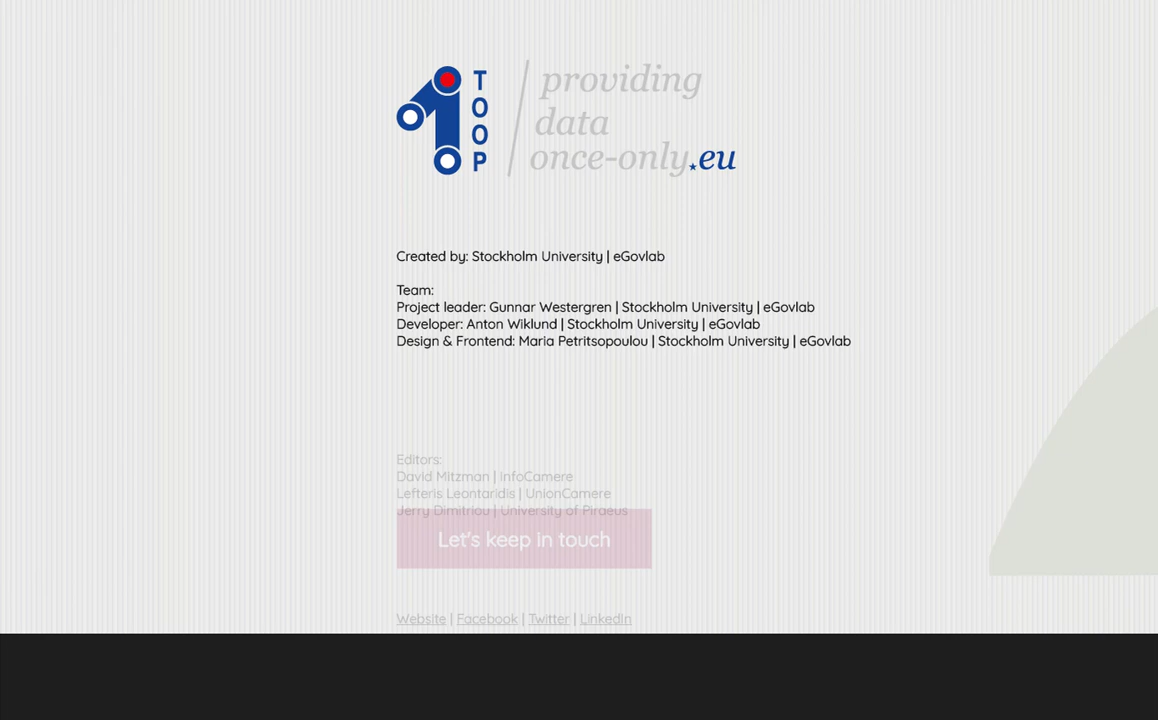 TOOP
providing
data
once-only.eu
Created by: Stockholm University | eGovlab
Team:
Project leader: Gunnar Westergren | Stockholm University | eGovlab
Developer: Anton Wiklund | Stockholm University | eGovlab
Design & Frontend: Maria Petritsopoulou | Stockholm University | eGovlab
Editors:
David Mitzman | InfoCamere
Lefteris Leontaridis | UnionCamere
Jerry Dimitriou | University of Piraeus
Let's keep in touch
Website | Facebook | Twitter | LinkedIn